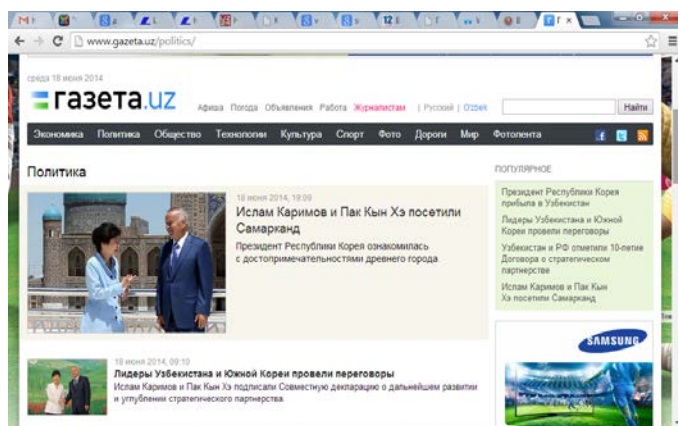 www.gazeta.uz/politics/
среда 18 июня 2014
газета.uz
Афиша Погода Объявления Работа Журналистам | Русский | O'zbek
Найти
Экономика Политика Общество Технологии Культура Спорт Фото Дороги Мир Фотолента
Политика
18 июня 2014, 19:09
Ислам Каримов и Пак Кын Хэ посетили
Самарканд
Президент Республики Корея ознакомилась
с достопримечательностями древнего города.
18 июня 2014, 09:10
Лидеры Узбекистана и Южной Кореи провели переговоры
Ислам Каримов и Пак Кын Хэ подписали Совместную декларацию о дальнейшем развитии
и углублении стратегического партнерства.
ПОПУЛЯРНОЕ
Президент Республики Корея
прибыла в Узбекистан
Лидеры Узбекистана и Южной
Кореи провели переговоры
Узбекистан и РФ отметили 10-летие
Договора о стратегическом
партнерстве
Ислам Каримов и Пак Кын
Хэ посетили Самарканд
SAMSUNG